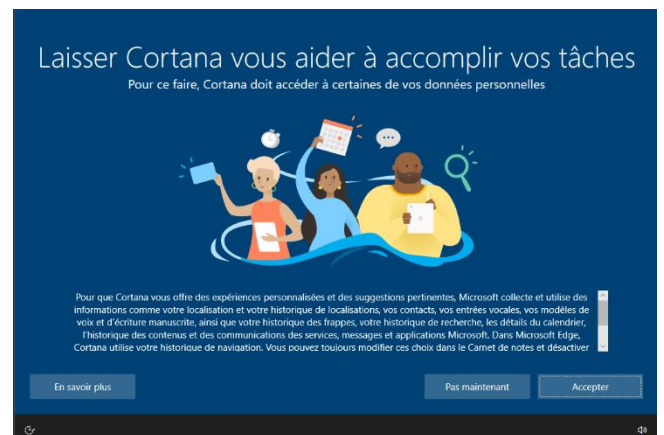 Laisser Cortana vous aider à accomplir vos tâches
Pour ce faire, Cortana doit accéder à certaines de vos données personnelles
Pour que Cortana vous offre des expériences personnalisées et des suggestions pertinentes, Microsoft collecte et utilise des
informations comme votre localisation et votre historique de localisations, vos contacts, vos entrées vocales, vos modèles de
voix et d'écriture manuscrite, ainsi que votre historique des frappes, votre historique de recherche, les détails du calendrier,
l'historique des contenus et des communications des services, messages et applications Microsoft. Dans Microsoft Edge,
Cortana utilise votre historique de navigation. Vous pouvez toujours modifier ces choix dans le Carnet de notes et désactiver
En savoir plus
Pas maintenant
Accepter